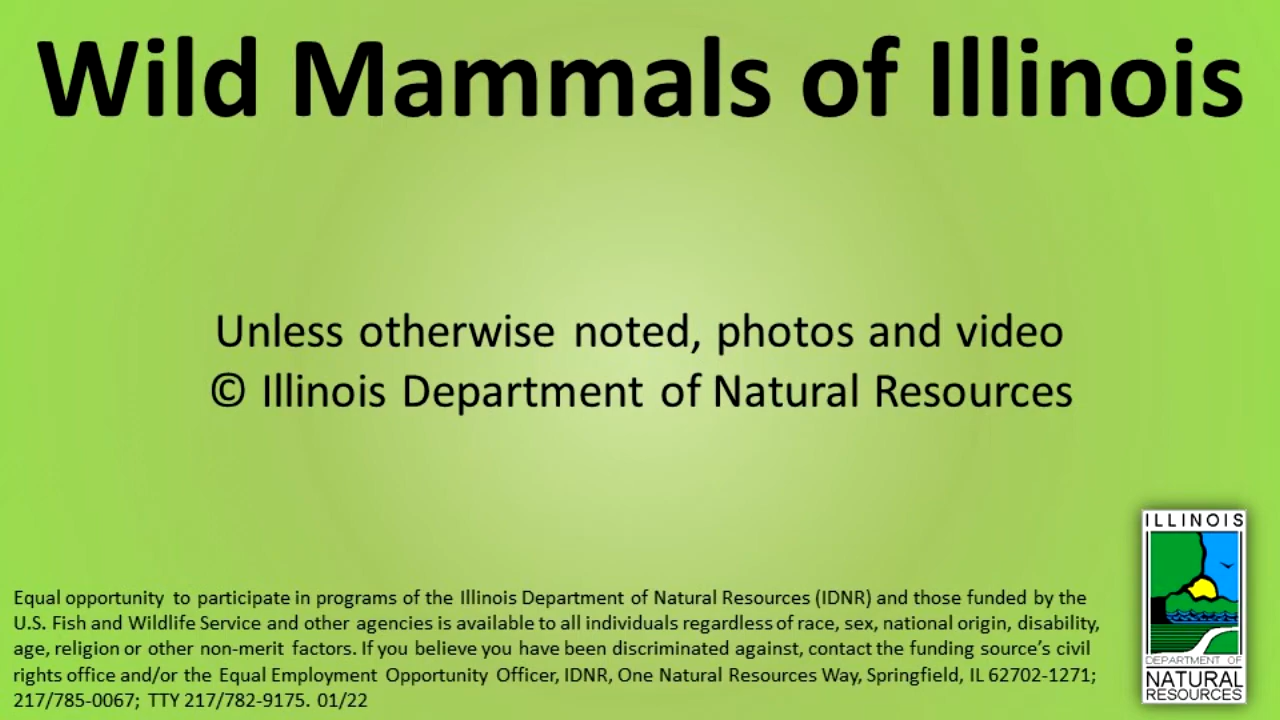 Wild Mammals of Illinois
Unless otherwise noted, photos and video
© Illinois Department of Natural Resources
Equal opportunity to participate in programs of the Illinois Department of Natural Resources (IDNR) and those funded by the
U.S. Fish and Wildlife Service and other agencies is available to all individuals regardless of race, sex, national origin, disability,
age, religion or other non-merit factors. If you believe you have been discriminated against, contact the funding source's civil
rights office and/or the Equal Employment Opportunity Officer, IDNR, One Natural Resources Way, Springfield, IL 62702-1271;
217/785-0067; TTY 217/782-9175. 01/22
ILLINOIS
DEPARTMENT OF
NATURAL
RESOURCES